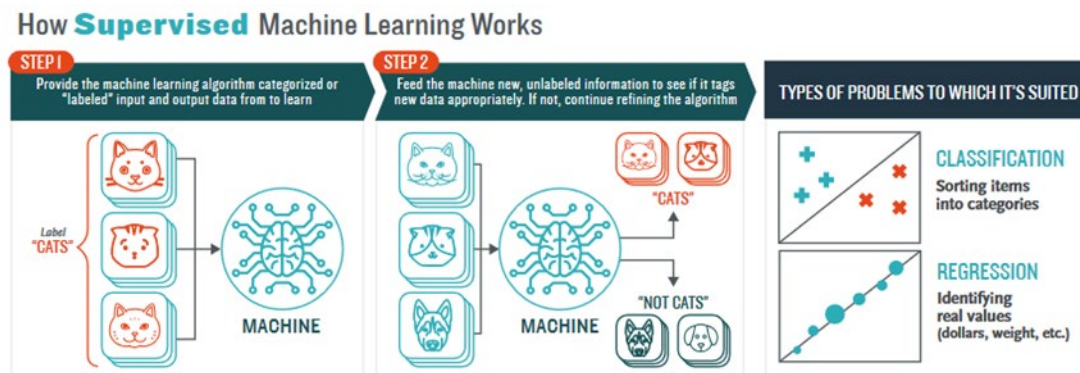 How Supervised Machine Learning Works
STEP 1
Provide the machine learning algorithm categorized or
"labeled" input and output data from to learn
Label
"CATS"
MACHINE
STEP 2
Feed the machine new, unlabeled information to see if it tags
new data appropriately. If not, continue refining the algorithm
MACHINE
"CATS"
"NOT CATS"
TYPES OF PROBLEMS TO WHICH IT'S SUITED
CLASSIFICATION
Sorting items
into categories
REGRESSION
Identifying
real values
(dollars, weight, etc.)